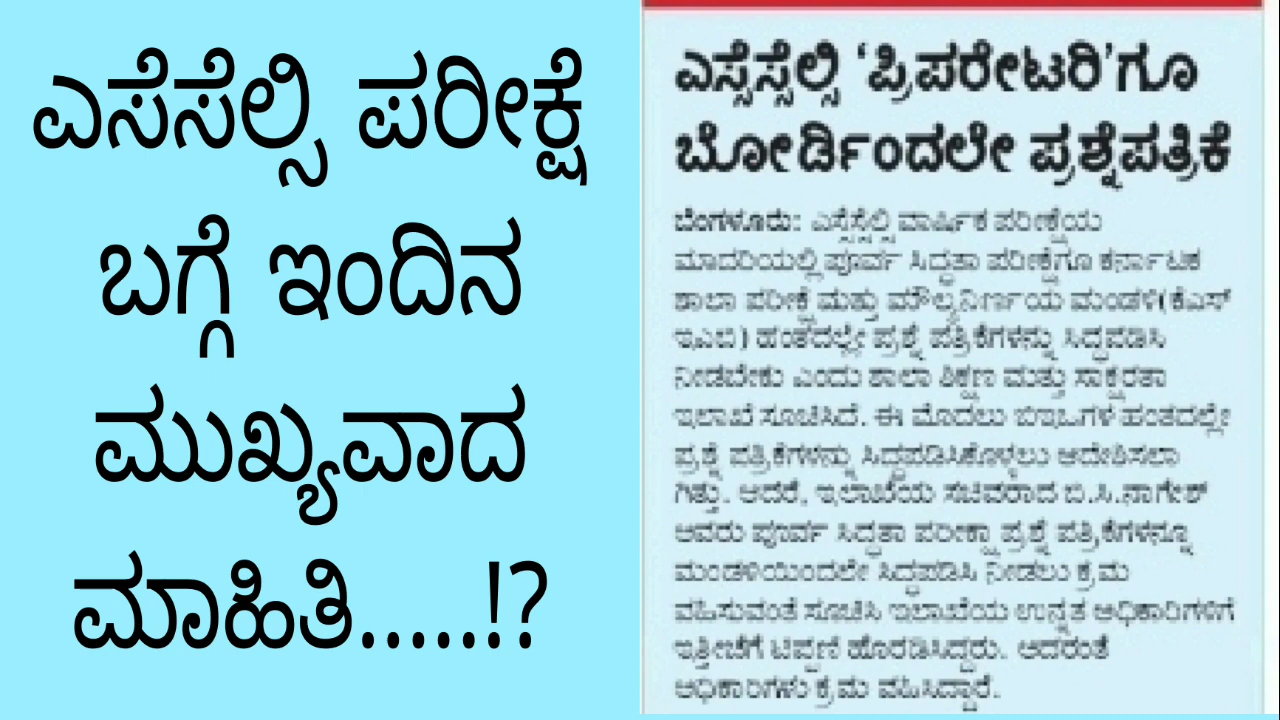 ಎಸೆಸೆಲ್ಸಿ ಪರೀಕ್ಷೆ
ಬಗ್ಗೆ ಇಂದಿನ
ಮುಖ್ಯವಾದ
ಮಾಹಿತಿ.....!?
ಎಸ್ಸೆಸ್ಸೆಲ್ಸಿ ‘ಪ್ರಿಪರೇಟರಿ’ಗೂ
ಬೋರ್ಡಿಂದಲೇ ಪ್ರಶ್ನೆಪತ್ರಿಕೆ
ಬೆಂಗಳೂರು: ಎಸ್ಸೆಸ್ಸೆಲ್ಸಿ ವಾರ್ಷಿಕ ಪರೀಕ್ಷೆಯ
ಮಾದರಿಯಲ್ಲಿ ಪೂರ್ವ ಸಿದ್ಧತಾ ಪರೀಕ್ಷೆಗೂ ಕರ್ನಾಟಕ
ಶಾಲಾ ಪರೀಕ್ಷೆ ಮತ್ತು ಮೌಲ್ಯನಿರ್ಣಯ ಮಂಡಳಿ(ಕೆಎಸ್
ಇಎಬಿ) ಹಂತದಲ್ಲೇ ಪ್ರಶ್ನೆ ಪತ್ರಿಕೆಗಳನ್ನು ಸಿದ್ಧಪಡಿಸಿ
ನೀಡಬೇಕು ಎಂದು ಶಾಲಾ ಶಿಕ್ಷಣ ಮತ್ತು ಸಾಕ್ಷರತಾ
ಇಲಾಖೆ ಸೂಚಿಸಿದೆ. ಈ ಮೊದಲು ಬಿಇಒಗಳ ಹಂತದಲ್ಲೇ
ಪ್ರಶ್ನೆ ಪತ್ರಿಕೆಗಳನ್ನು ಸಿದ್ಧಪಡಿಸಿಕೊಳ್ಳಲು ಆದೇಶಿಸಲಾ
ಗಿತ್ತು. ಆದರೆ, ಇಲಾಖೆಯ ಸಚಿವರಾದ ಬಿ.ಸಿ.ನಾಗೇಶ್
ಅವರು ಪೂರ್ವ ಸಿದ್ಧತಾ ಪರೀಕ್ಷಾ ಪ್ರಶ್ನೆ ಪತ್ರಿಕೆಗಳನ್ನೂ
ಮಂಡಳಿಯಿಂದಲೇ ಸಿದ್ಧಪಡಿಸಿ ನೀಡಲು ಕ್ರಮ
ವಹಿಸುವಂತೆ ಸೂಚಿಸಿ ಇಲಾಖೆಯ ಉನ್ನತ ಅಧಿಕಾರಿಗಳಿಗೆ
ಇತ್ತೀಚೆಗೆ ಟಿಪ್ಪಣಿ ಹೊರಡಿಸಿದ್ದರು. ಅದರಂತೆ
ಅಧಿಕಾರಿಗಳು ಕ್ರಮ ವಹಿಸಿದ್ದಾರೆ.